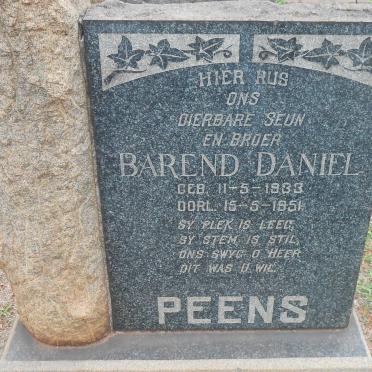 HIER RUS
ONS
DIERBARE SEUN
EN BROER
BAREND DANIEL
GEB. 11-5-1933
OORL. 15-5-1951.
SY PLEK IS LEEG,
SY STEM IS STIL,
ONS SWYG O HEER
DIT WAS U WIL.
PEENS